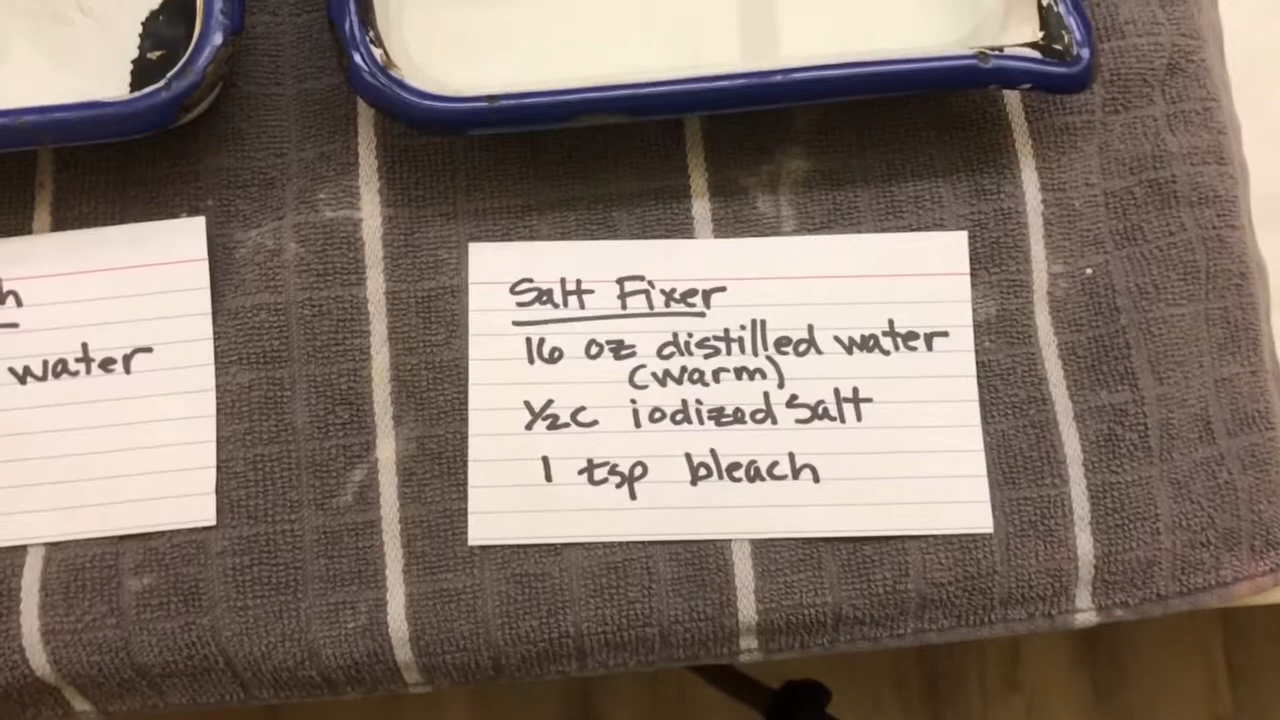 h
water
Salt Fixer
16 oz distilled water
(warm)
1/2c iodized Salt
1 tsp bleach